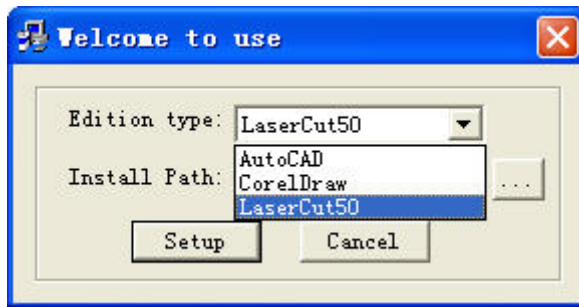 Welcome to use
Edition type: LaserCut50
AutoCAD
Install Path: CorelDraw ...
LaserCut50
Setup Cancel